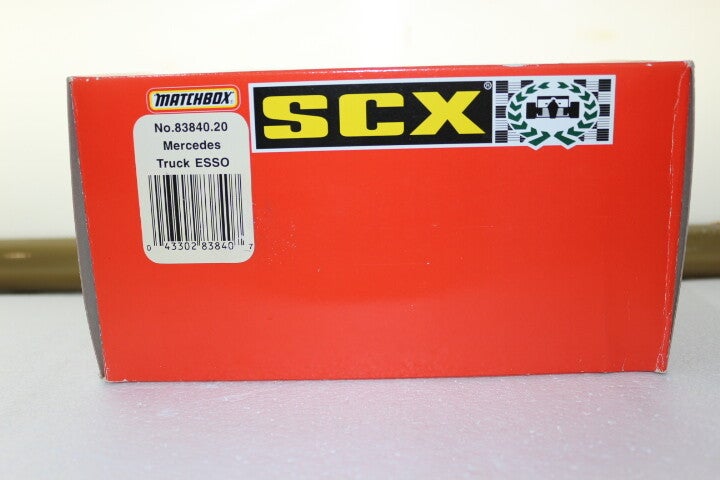 MATCHBOX®
No.83840.20
Mercedes
Truck ESSO
0 43302 83840 7
SCX®